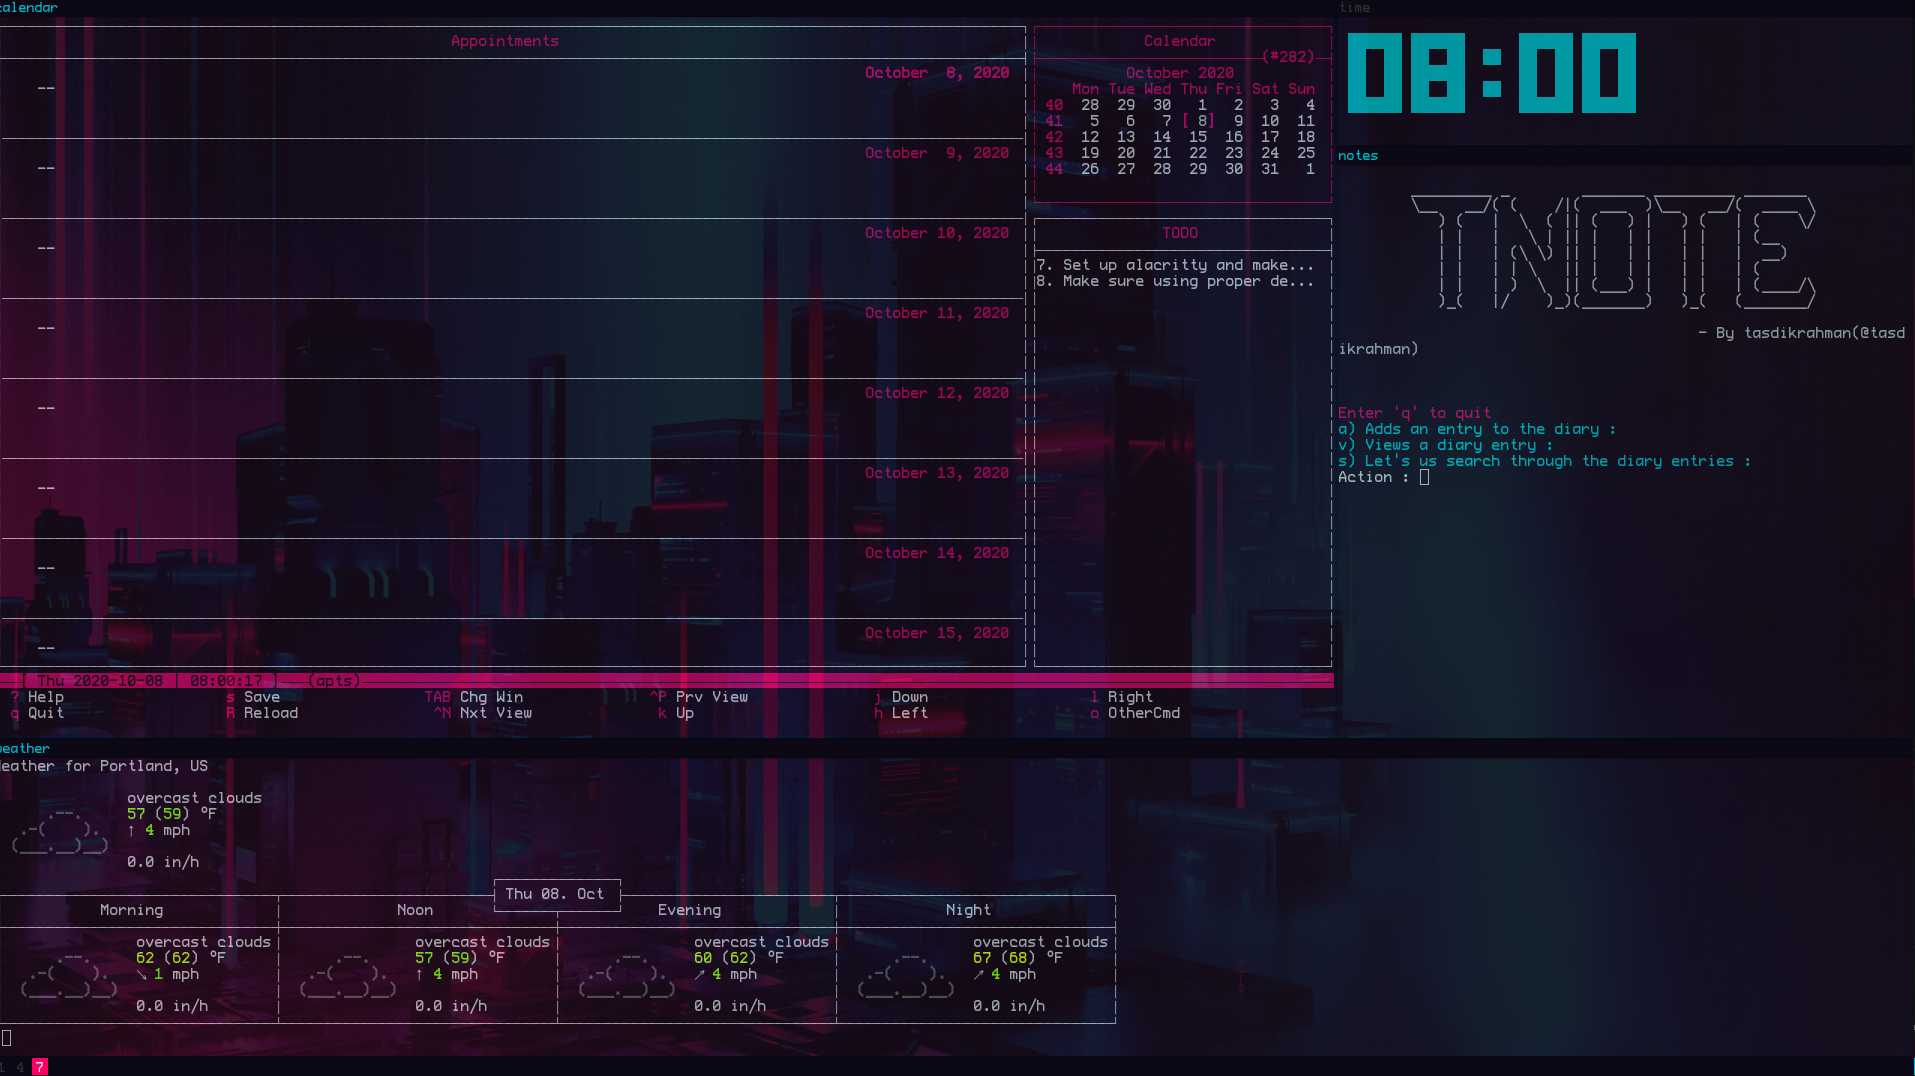 calendar
Appointments
October 8, 2020
--
October 9, 2020
--
October 10, 2020
--
October 11, 2020
--
October 12, 2020
--
October 13, 2020
--
October 14, 2020
--
October 15, 2020
--
Calendar
(#282)
October 2020
Mon Tue Wed Thu Fri Sat Sun
40 28 29 30 1 2 3 4
41 5 6 7 [ 8] 9 10 11
42 12 13 14 15 16 17 18
43 19 20 21 22 23 24 25
44 26 27 28 29 30 31 1
TODO
7. Set up alacritty and make...
8. Make sure using proper de...
[ Thu 2020-10-08 | 08:00:17 ] (apts)
? Help s Save TAB Chg Win ^P Prv View j Down l Right
q Quit R Reload ^N Nxt View k Up h Left o OtherCmd
time
08:00
notes
TNOTE
- By tasdikrahman(@tasd
ikrahman)
Enter 'q' to quit
a) Adds an entry to the diary :
v) Views a diary entry :
s) Let's us search through the diary entries :
Action :
weather
Weather for Portland, US
overcast clouds
57 (59) °F
↑ 4 mph
0.0 in/h
Thu 08. Oct
Morning Noon Evening Night
overcast clouds overcast clouds overcast clouds overcast clouds
62 (62) °F 57 (59) °F 60 (62) °F 67 (68) °F
↘ 1 mph ↑ 4 mph ↗ 4 mph ↗ 4 mph
0.0 in/h 0.0 in/h 0.0 in/h 0.0 in/h
1 4 7